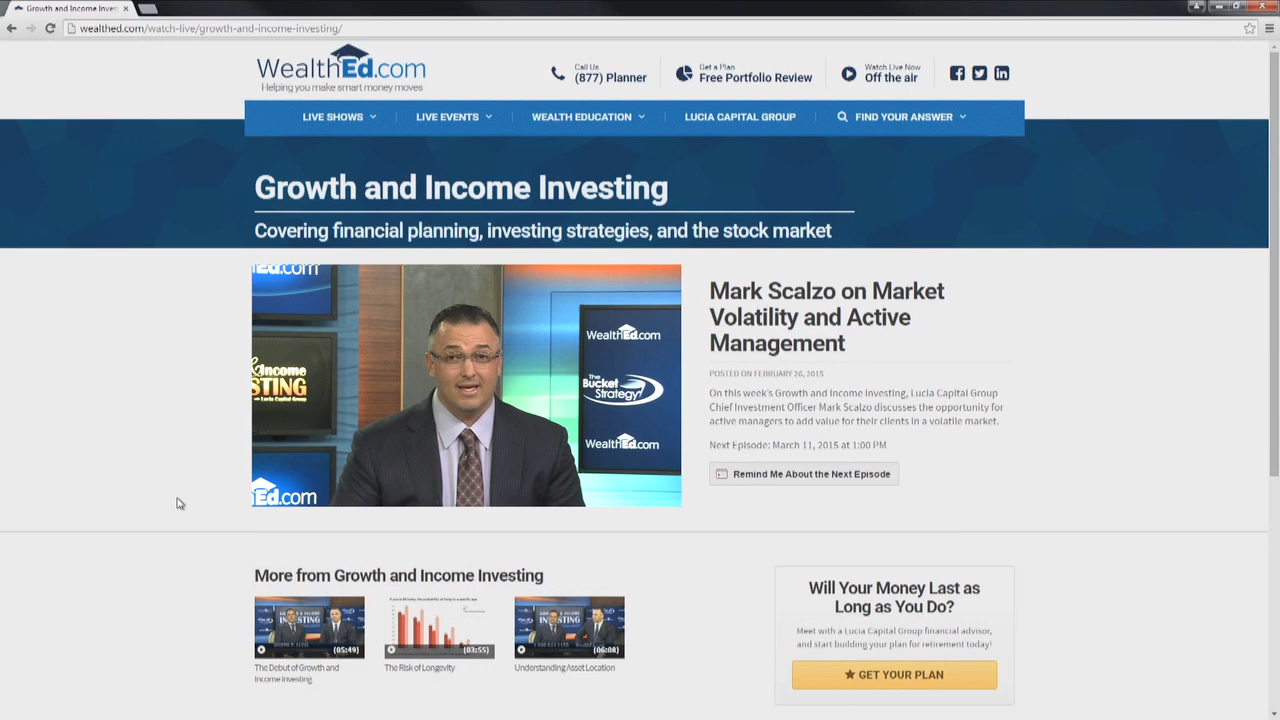 Growth and Income Invest
wealthed.com/watch-live/growth-and-income-investing/
WealthEd.com
Helping you make smart money moves
Call Us
(877) Planner
Get a Plan
Free Portfolio Review
Watch Live Now
Off the air
LIVE SHOWS
LIVE EVENTS
WEALTH EDUCATION
LUCIA CAPITAL GROUP
FIND YOUR ANSWER
Growth and Income Investing
Covering financial planning, investing strategies, and the stock market
Ed.com
& Income
STING
with Lucia Capital Group
Ed.com
WealthEd.com
The
Bucket
Strategy
WealthEd.com
Mark Scalzo on Market
Volatility and Active
Management
POSTED ON FEBRUARY 26, 2015
On this week's Growth and Income Investing, Lucia Capital Group
Chief Investment Officer Mark Scalzo discusses the opportunity for
active managers to add value for their clients in a volatile market.
Next Episode: March 11, 2015 at 1:00 PM
Remind Me About the Next Episode
More from Growth and Income Investing
(05:49)
The Debut of Growth and
Income Investing
(03:55)
The Risk of Longevity
(06:08)
Understanding Asset Location
Will Your Money Last as
Long as You Do?
Meet with a Lucia Capital Group financial advisor,
and start building your plan for retirement today!
GET YOUR PLAN